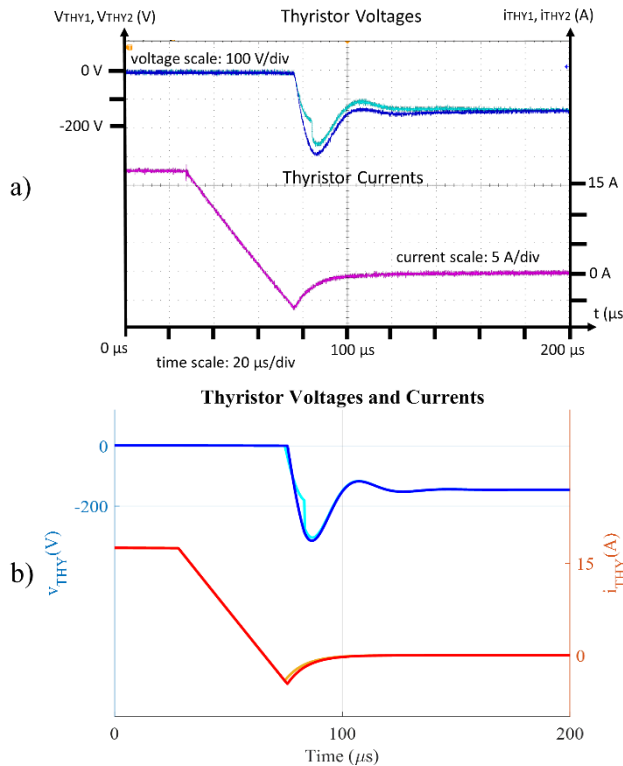 VTHY1, VTHY2 (V)
Thyristor Voltages
iTHY1, iTHY2 (A)
voltage scale: 100 V/div
0 V
-200 V
a)
Thyristor Currents
15 A
current scale: 5 A/div
0 A
t (µs
0 µs
100 µs
200 µs
time scale: 20 µs/div
Thyristor Voltages and Currents
0
-200
vTHY(V)
b)
15
0
iTHY(A)
0
100
200
Time (µs)